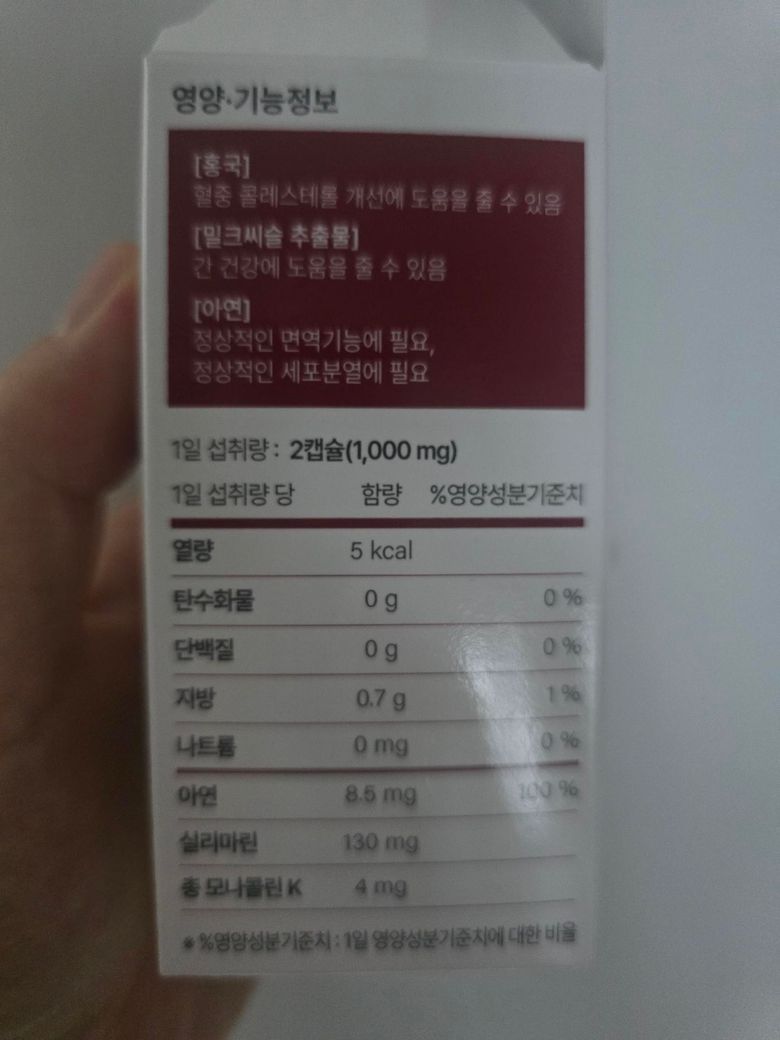 영양·기능정보
[홍국]
혈중 콜레스테롤 개선에 도움을 줄 수 있음
[밀크씨슬 추출물]
간 건강에 도움을 줄 수 있음
[아연]
정상적인 면역기능에 필요,
정상적인 세포분열에 필요
1일 섭취량 : 2캡슐(1,000 mg)
1일 섭취량 당 함량 %영양성분기준치
열량 5 kcal
탄수화물 0 g 0 %
단백질 0 g 0 %
지방 0.7 g 1 %
나트륨 0 mg 0 %
아연 8.5 mg 100 %
실리마린 130 mg
총 모나콜린 K 4 mg
※ %영양성분기준치 : 1일 영양성분기준치에 대한 비율